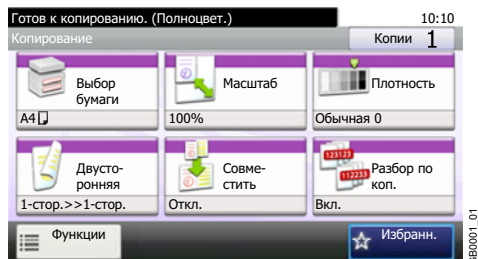 Готов к копированию. (Полноцвет.) 10:10
Копирование Копии 1
Выбор бумаги
A4
Масштаб
100%
Плотность
Обычная 0
Двусто-
ронняя
1-стор.>>1-стор.
Совме-
стить
Откл.
123123
112233
Разбор по
коп.
Вкл.
Функции
Избранн.
GB0001_01